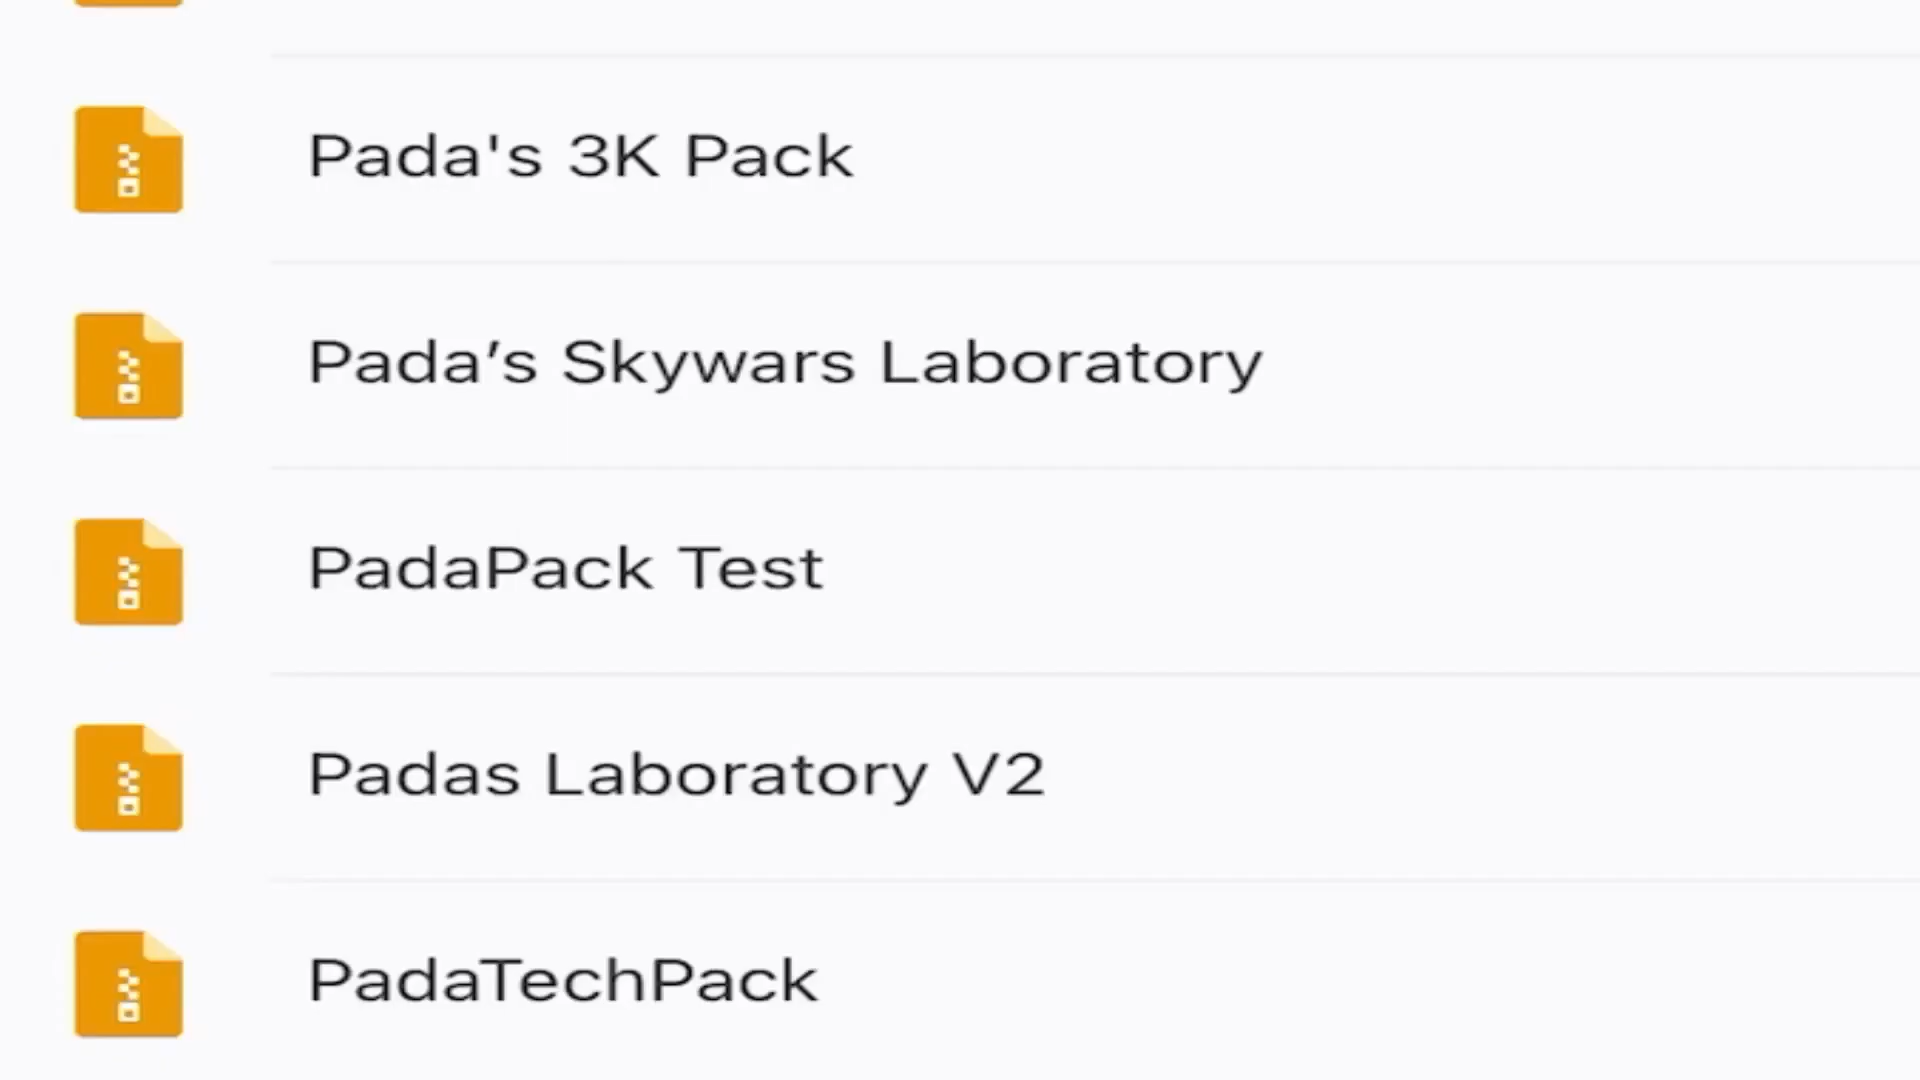 Pada's 3K Pack
Pada’s Skywars Laboratory
PadaPack Test
Padas Laboratory V2
PadaTechPack